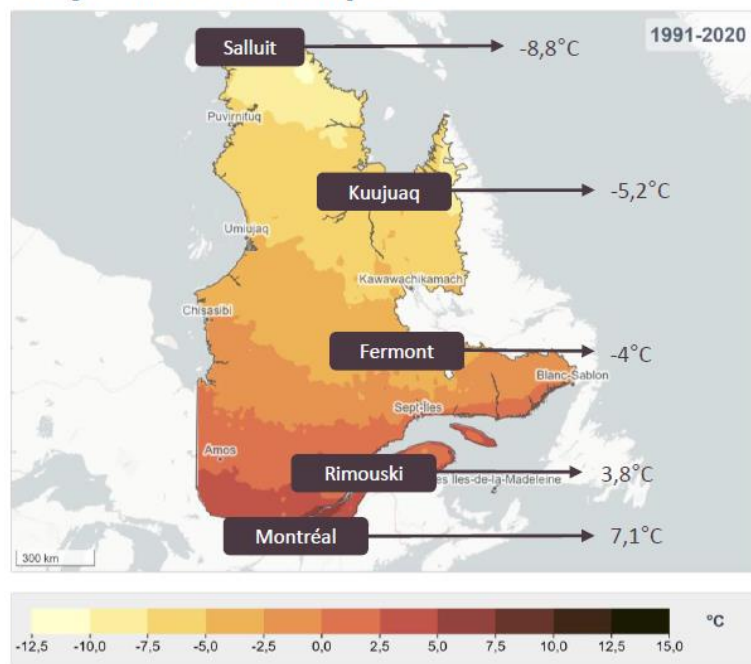 Salluit
-8,8°C
1991-2020
Puvirnituq
Kuujuaq
-5,2°C
Umiujaq
Kawawachikamach
Chisasibi
Fermont
-4°C
Blanc-Sablon
Sept-Îles
Amos
Rimouski
es Îles-de-la-Madeleine
3,8°C
Montréal
7,1°C
300 km
°C
-12,5 -10,0 -7,5 -5,0 -2,5 0,0 2,5 5,0 7,5 10,0 12,5 15,0